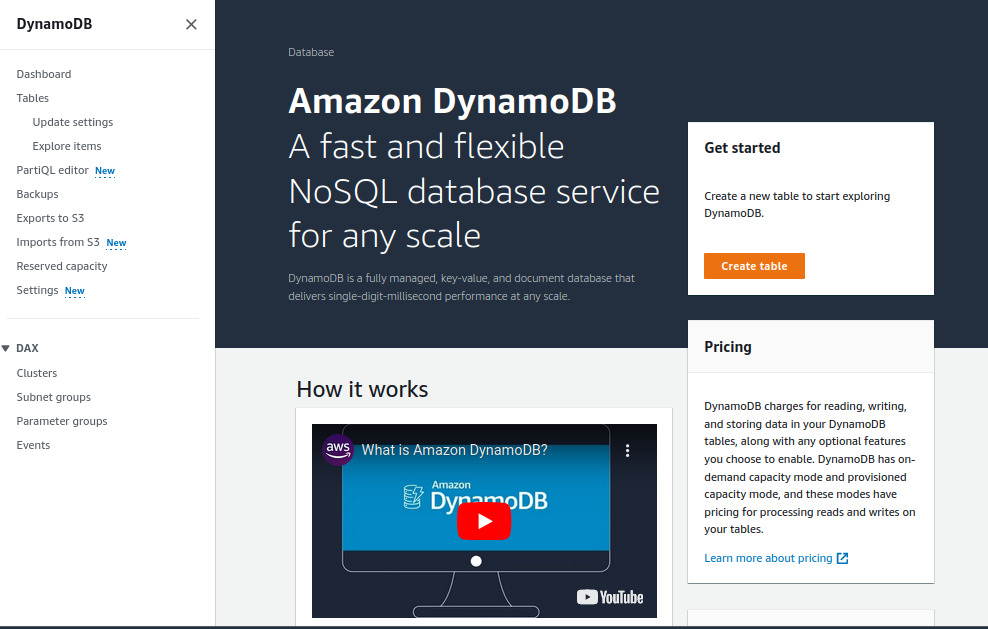 DynamoDB
Dashboard
Tables
Update settings
Explore items
PartiQL editor New
Backups
Exports to S3
Imports from S3 New
Reserved capacity
Settings New
DAX
Clusters
Subnet groups
Parameter groups
Events
Database
Amazon DynamoDB
A fast and flexible
NoSQL database service
for any scale
DynamoDB is a fully managed, key-value, and document database that
delivers single-digit-millisecond performance at any scale.
Get started
Create a new table to start exploring
DynamoDB.
Create table
How it works
aws
What is Amazon DynamoDB?
Amazon
DynamoDB
YouTube
Pricing
DynamoDB charges for reading, writing,
and storing data in your DynamoDB
tables, along with any optional features
you choose to enable. DynamoDB has on-
demand capacity mode and provisioned
capacity mode, and these modes have
pricing for processing reads and writes on
your tables.
Learn more about pricing